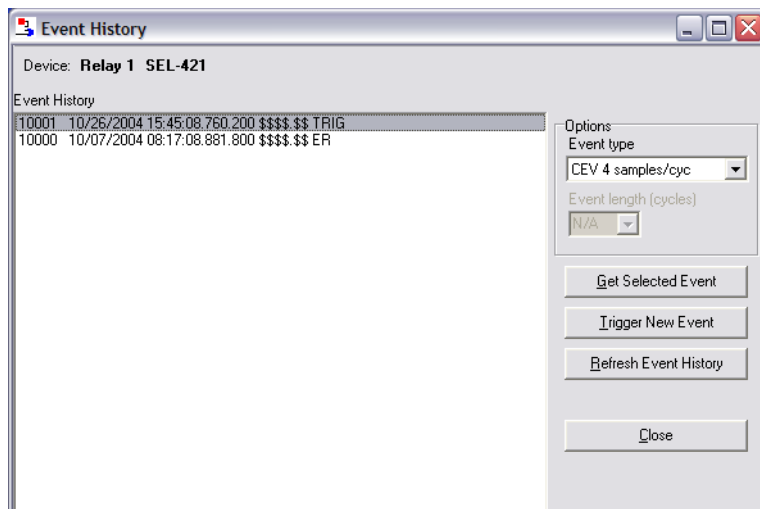 Event History
Device: Relay 1 SEL-421
Event History
10001 10/26/2004 15:45:08.760.200 $$$$.$$ TRIG
10000 10/07/2004 08:17:08.881.800 $$$$.$$ ER
Options
Event type
CEV 4 samples/cyc
Event length (cycles)
N/A
Get Selected Event
Trigger New Event
Refresh Event History
Close